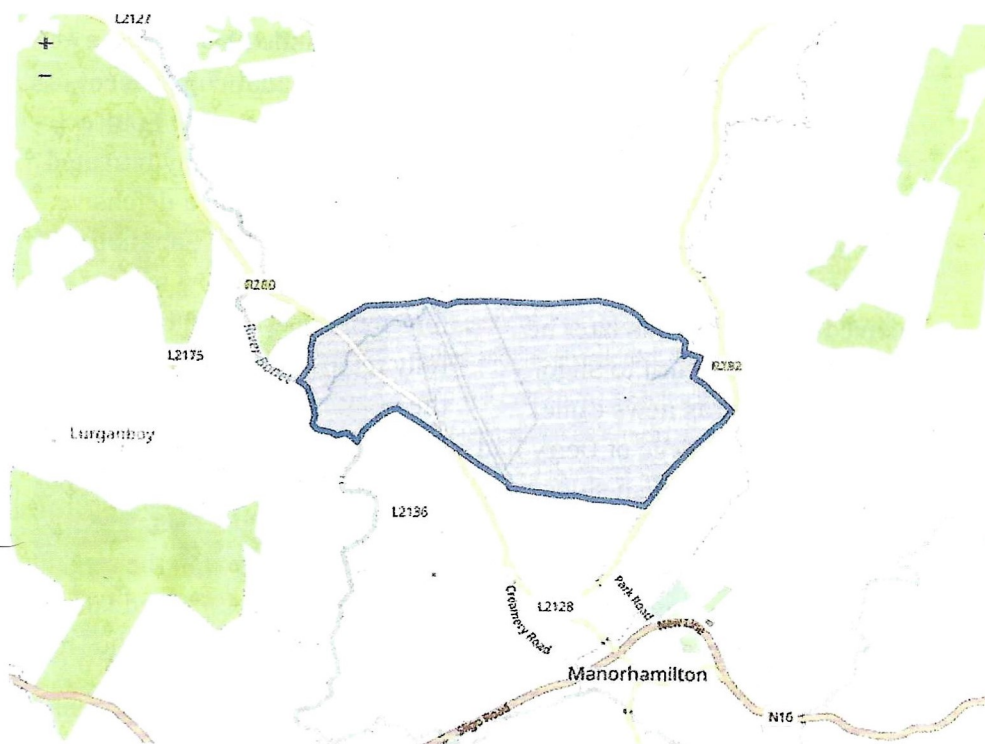 L2127
+
−
R280
River Bonet
L2175
R282
Lurganboy
L2136
L2128
Creamery Road
Park Road
New Line
Manorhamilton
Sligo Road
N16